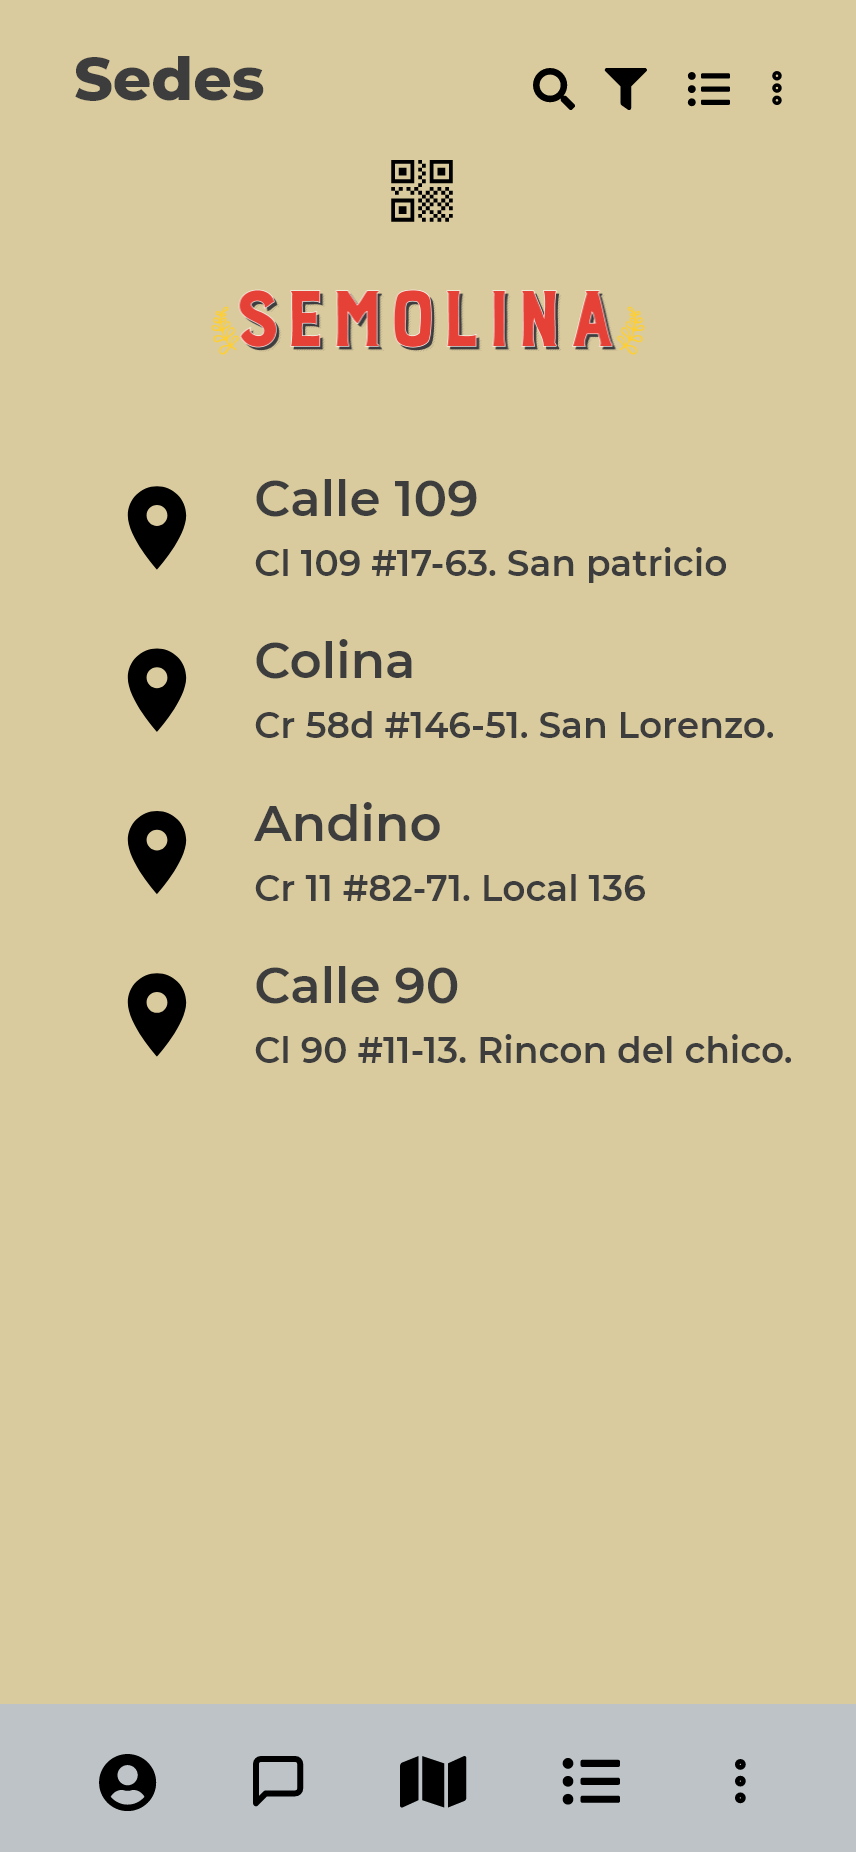 Sedes
SEMOLINA
Calle 109
Cl 109 #17-63. San patricio
Colina
Cr 58d #146-51. San Lorenzo.
Andino
Cr 11 #82-71. Local 136
Calle 90
Cl 90 #11-13. Rincon del chico.